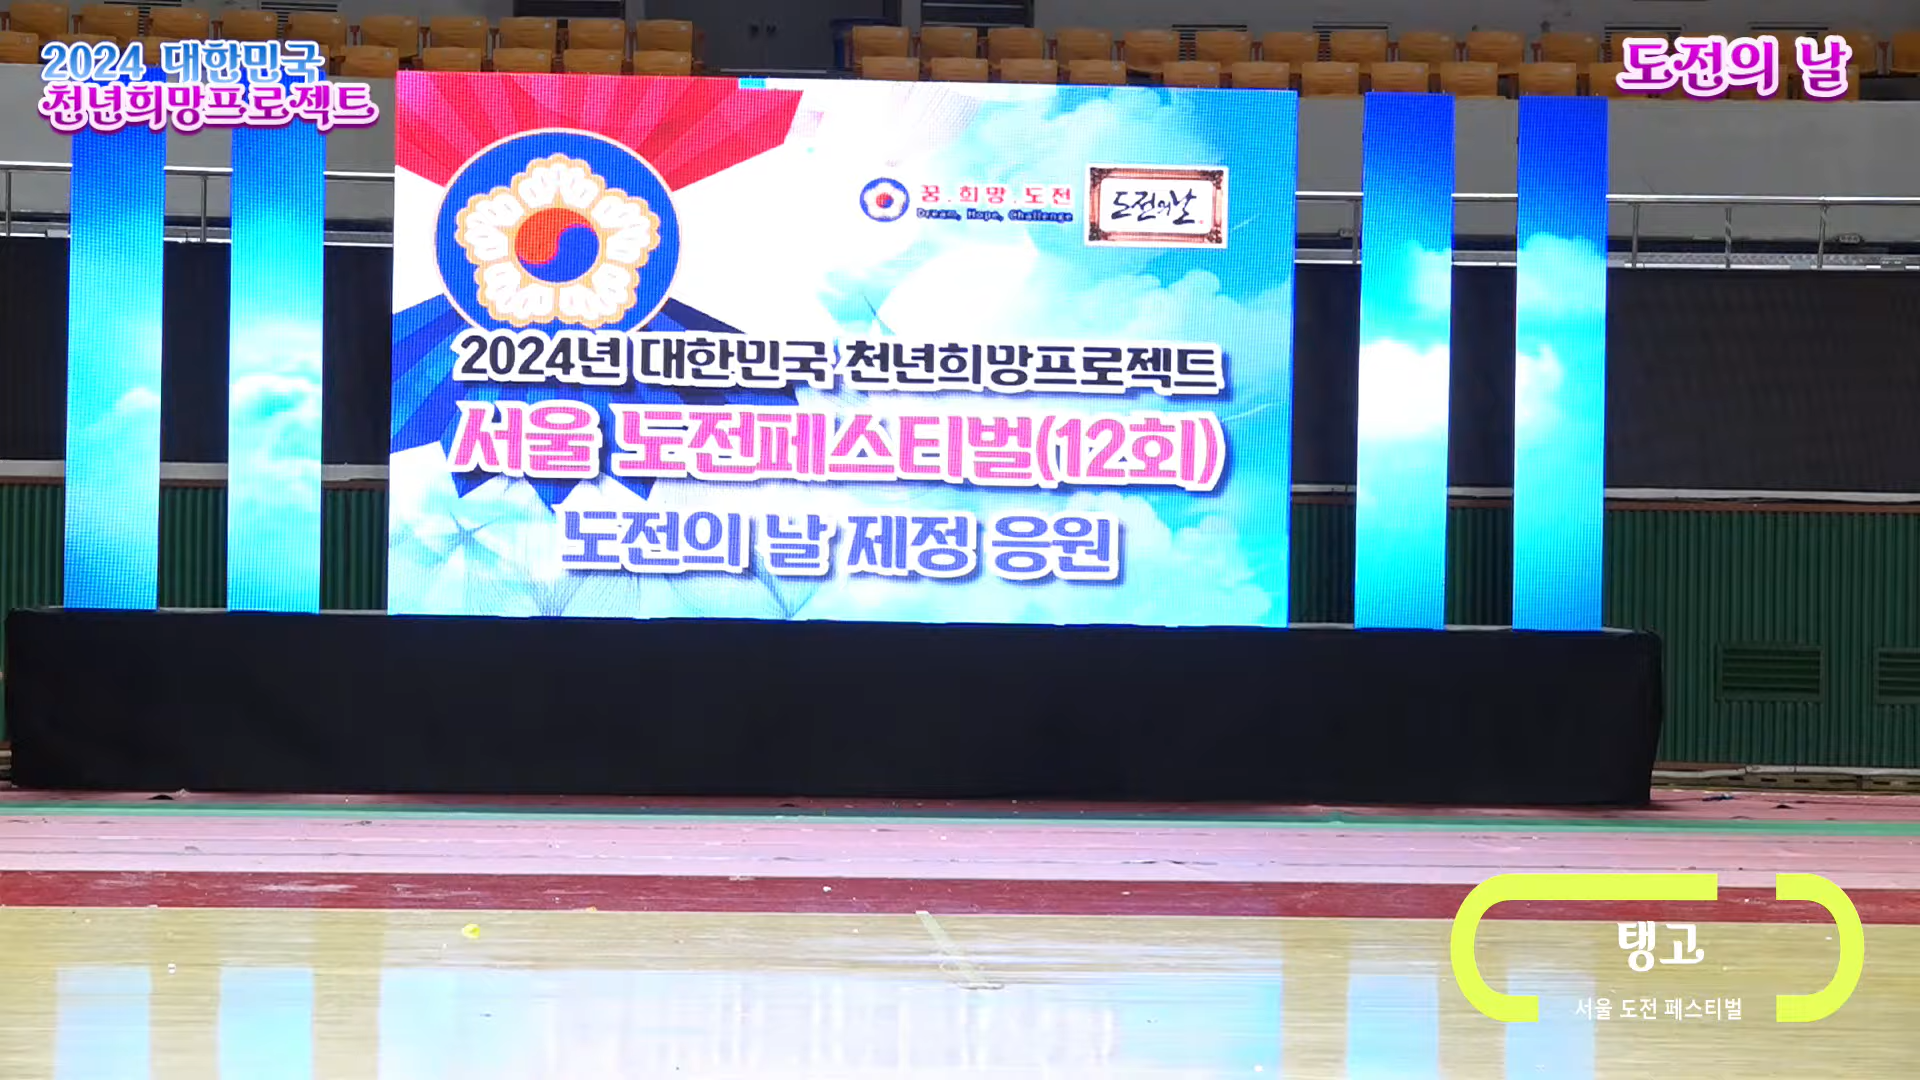 2024 대한민국
천년희망프로젝트
도전의 날
꿈.희망.도전
Dream, Hope, Challenge
도전의날
2024년 대한민국 천년희망프로젝트
서울 도전페스티벌(12회)
도전의 날 제정 응원
탱고
서울 도전 페스티벌